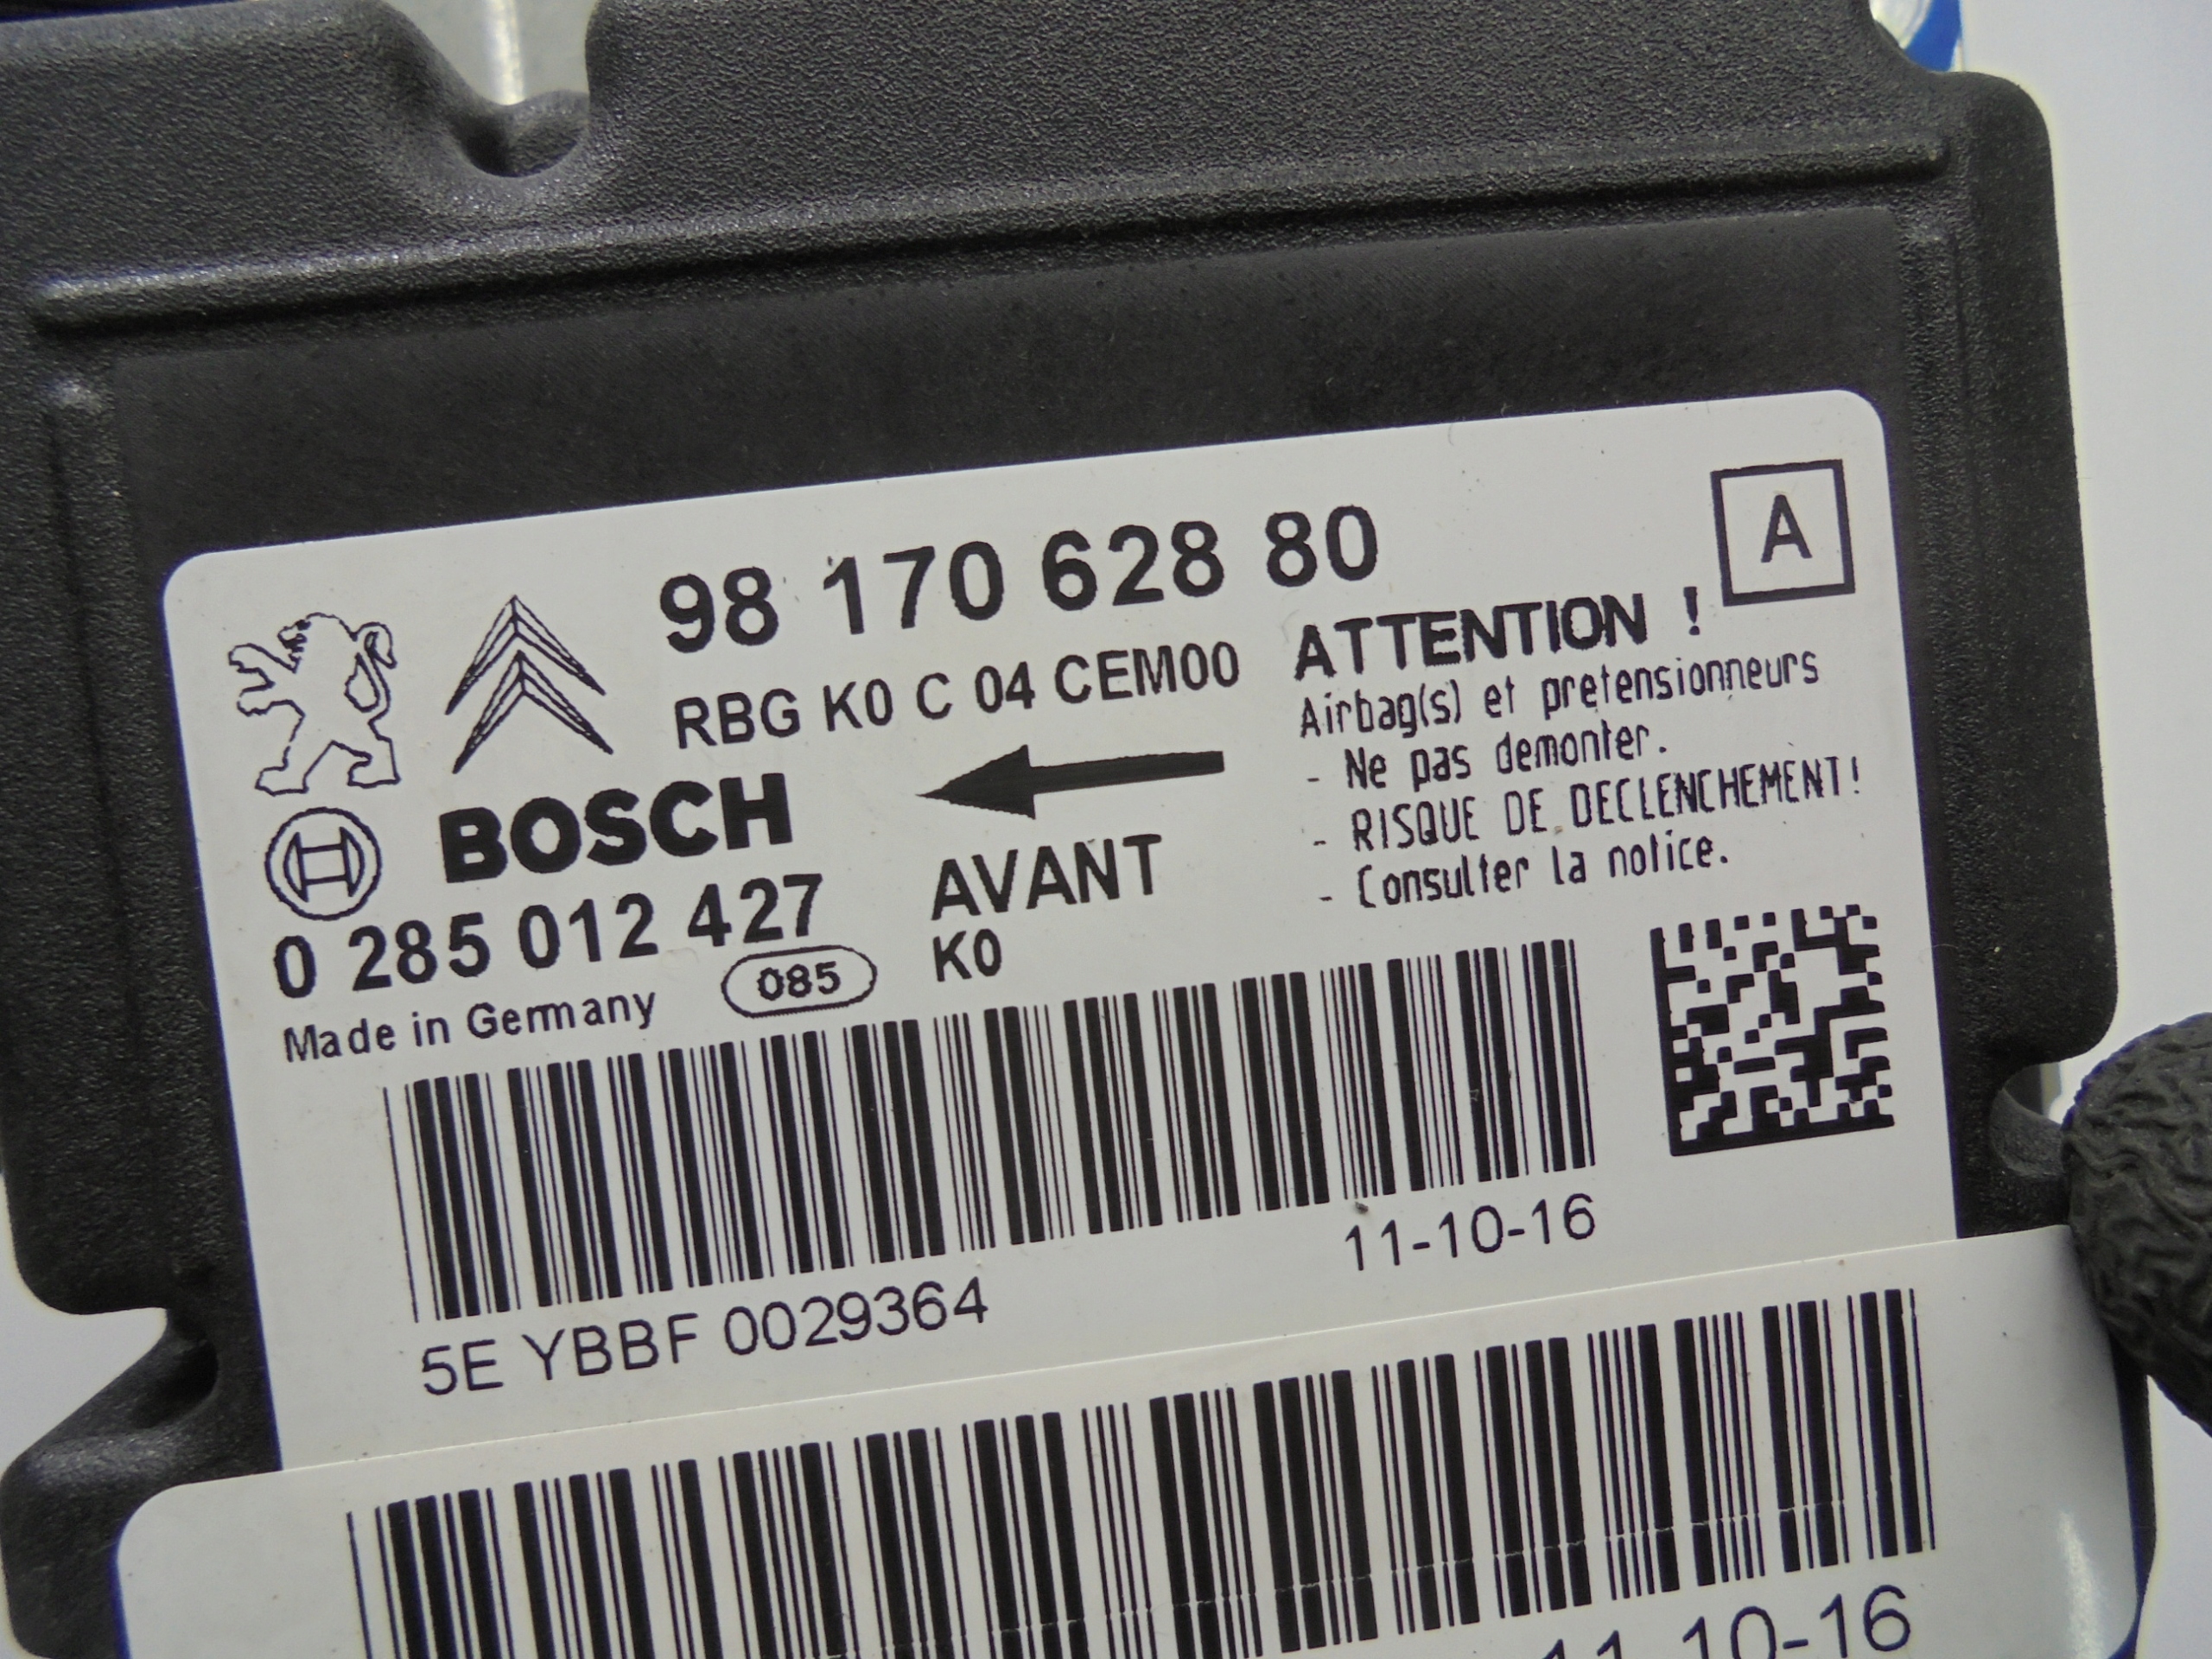 98 170 628 80
A
RBG K0 C 04 CEM00
ATTENTION !
Airbag(s) et pretensionneurs
- Ne pas demonter.
- RISQUE DE DECLENCHEMENT!
- Consulter la notice.
BOSCH
AVANT
K0
0 285 012 427
Made in Germany
085
11-10-16
5E YBBF 0029364
11-10-16